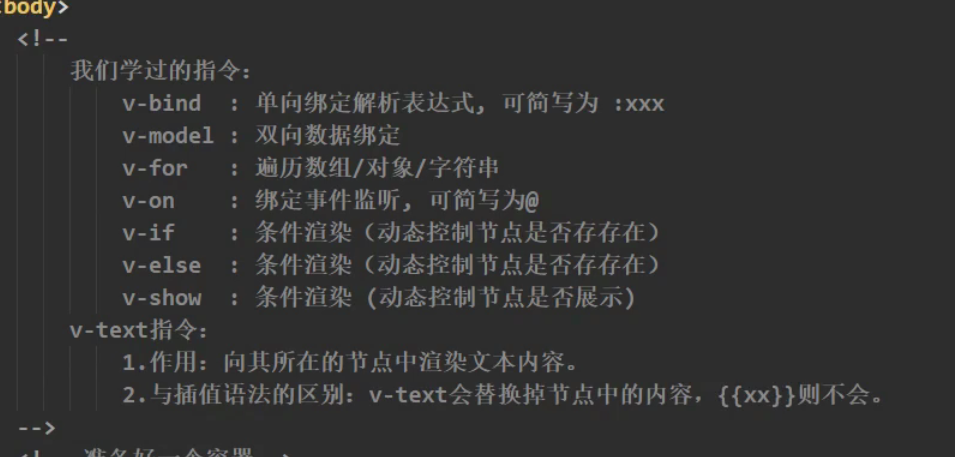 body>
<!--
我们学过的指令：
v-bind  : 单向绑定解析表达式, 可简写为 :xxx
v-model : 双向数据绑定
v-for   : 遍历数组/对象/字符串
v-on    : 绑定事件监听, 可简写为@
v-if    : 条件渲染（动态控制节点是否存存在）
v-else  : 条件渲染（动态控制节点是否存存在）
v-show  : 条件渲染 (动态控制节点是否展示)
v-text指令：
1.作用：向其所在的节点中渲染文本内容。
2.与插值语法的区别：v-text会替换掉节点中的内容，{{xx}}则不会。
-->
<!-- 准备好一个容器-->